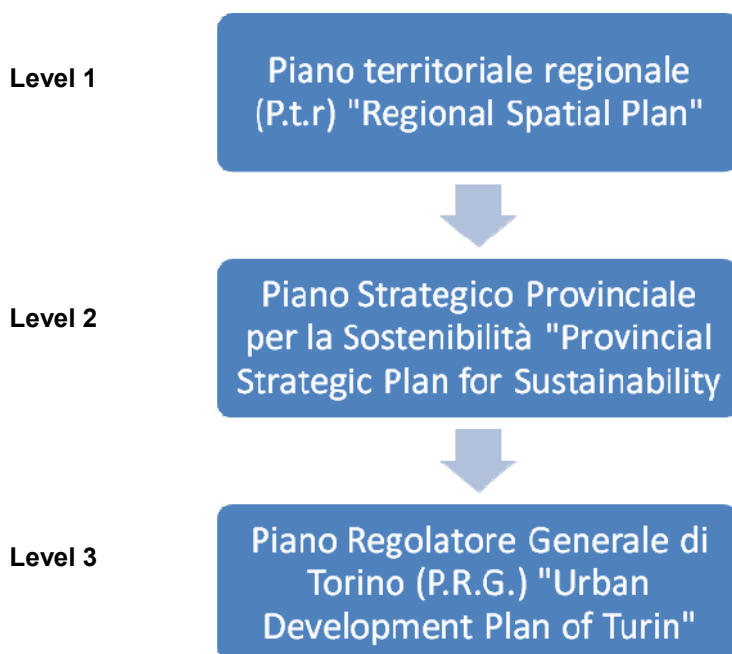 Level 1
Piano territoriale regionale
(P.t.r) "Regional Spatial Plan"
Level 2
Piano Strategico Provinciale
per la Sostenibilità "Provincial
Strategic Plan for Sustainability
Level 3
Piano Regolatore Generale di
Torino (P.R.G.) "Urban
Development Plan of Turin"